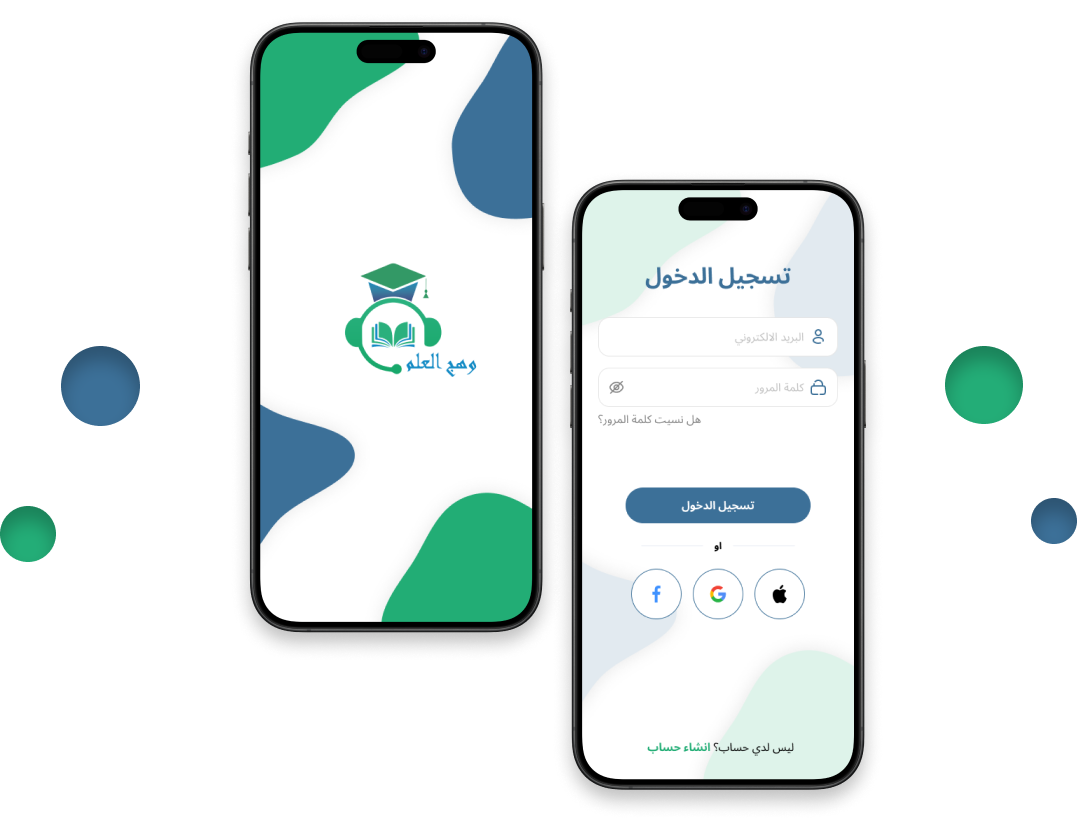 وهج العلم
تسجيل الدخول
البريد الالكتروني
كلمة المرور
هل نسيت كلمة المرور؟
تسجيل الدخول
او
ليس لدي حساب؟ انشاء حساب